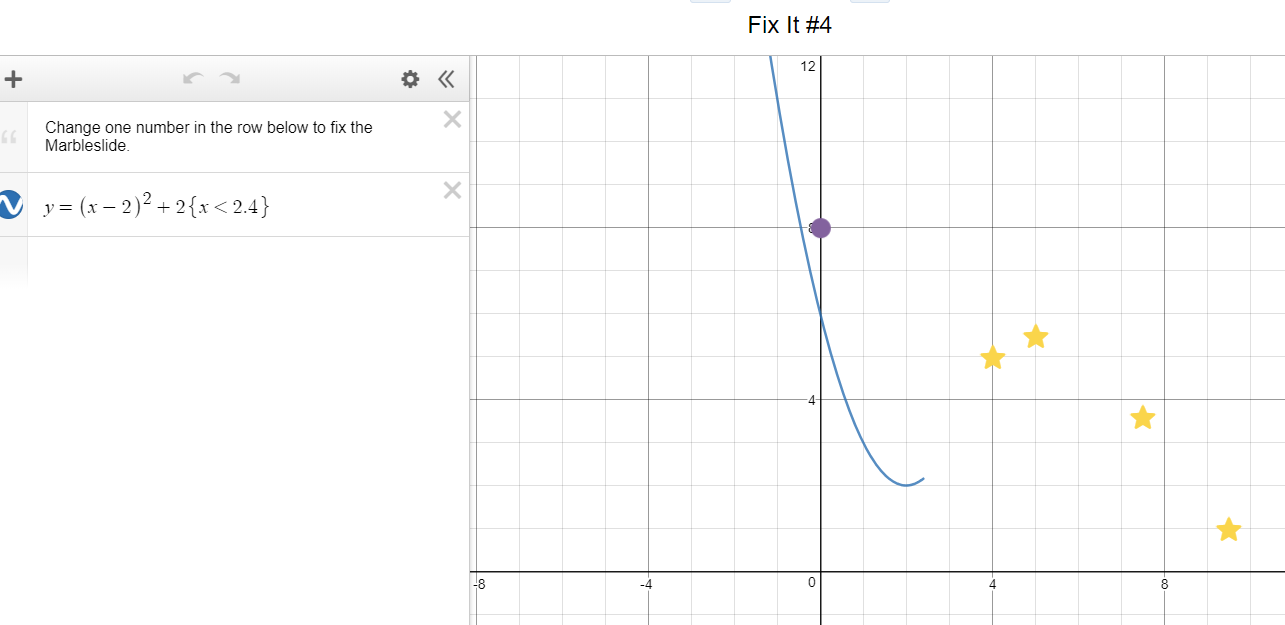 Fix It #4
Change one number in the row below to fix the
Marbleslide.
y = (x − 2)² + 2{x < 2.4}
12
8
4
-8 -4 0 4 8